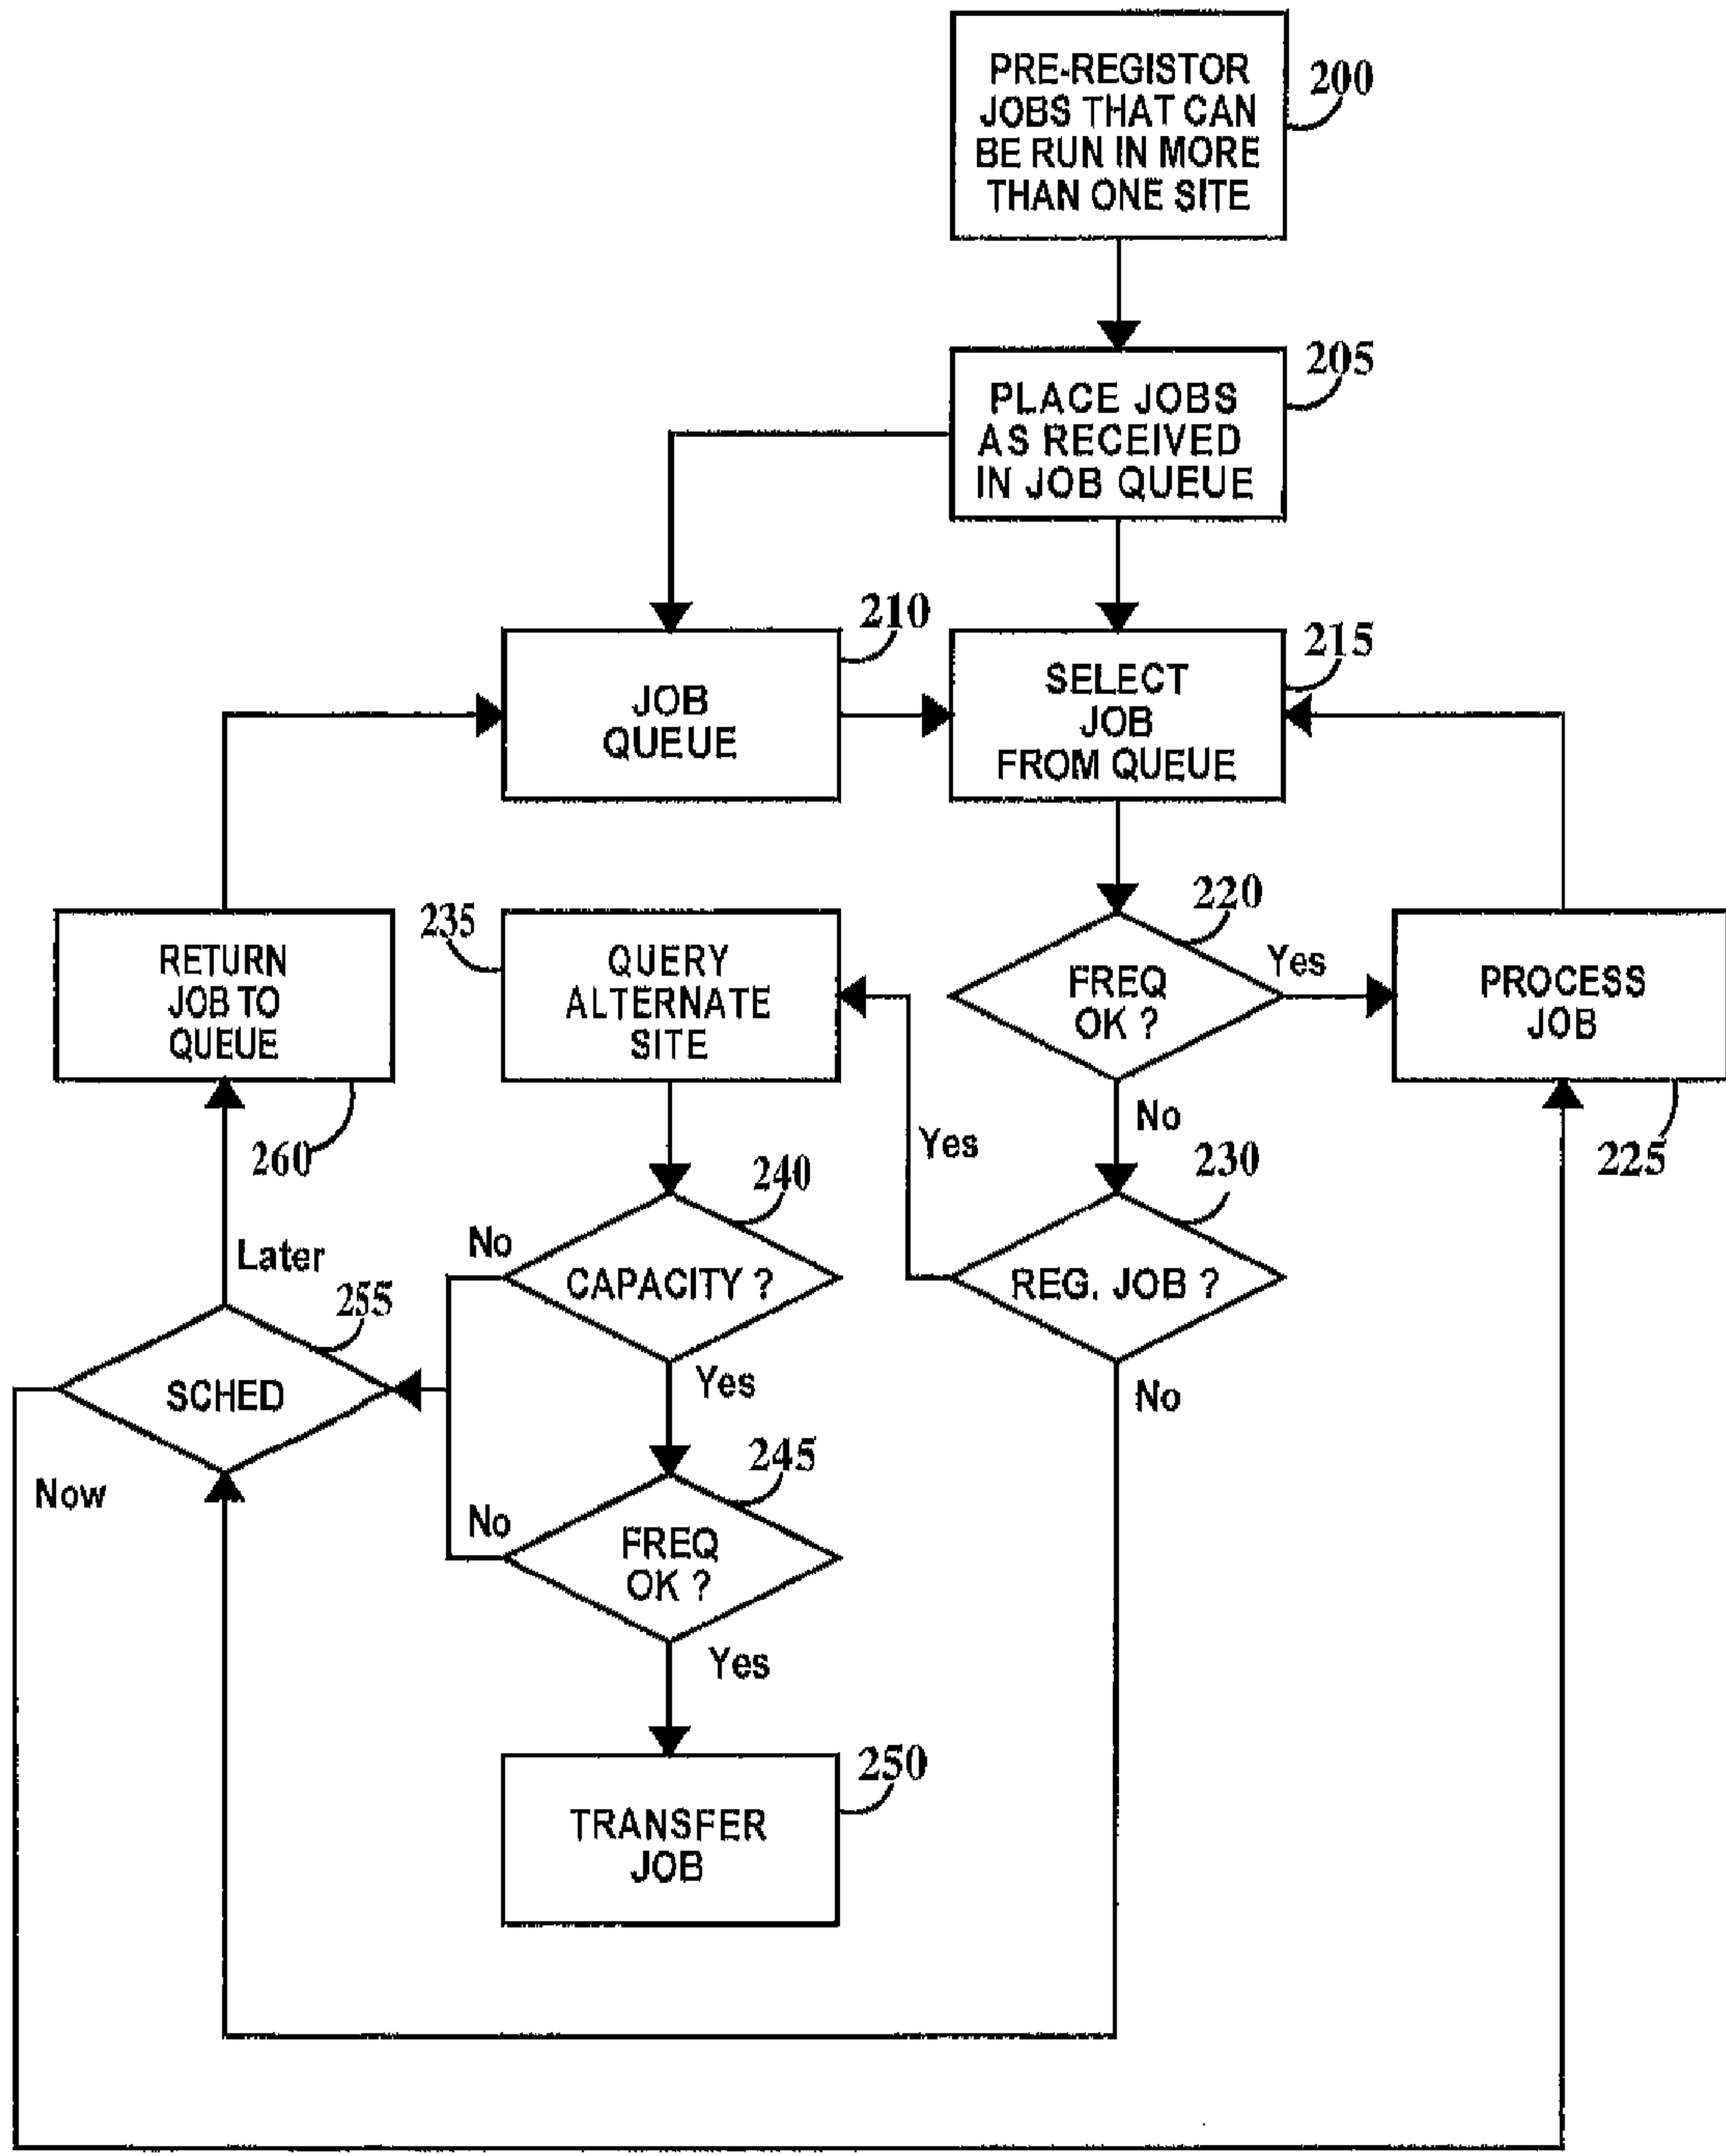 PRE-REGISTOR
JOBS THAT CAN
BE RUN IN MORE
THAN ONE SITE
200
PLACE JOBS
AS RECEIVED
IN JOB QUEUE
205
JOB
QUEUE
210
SELECT
JOB
FROM QUEUE
215
RETURN
JOB TO
QUEUE
260
235
QUERY
ALTERNATE
SITE
FREQ
OK ?
220
Yes
No
PROCESS
JOB
225
Yes
REG. JOB ?
230
No
CAPACITY ?
240
No
Yes
Later
SCHED
255
Now
FREQ
OK ?
245
No
Yes
TRANSFER
JOB
250